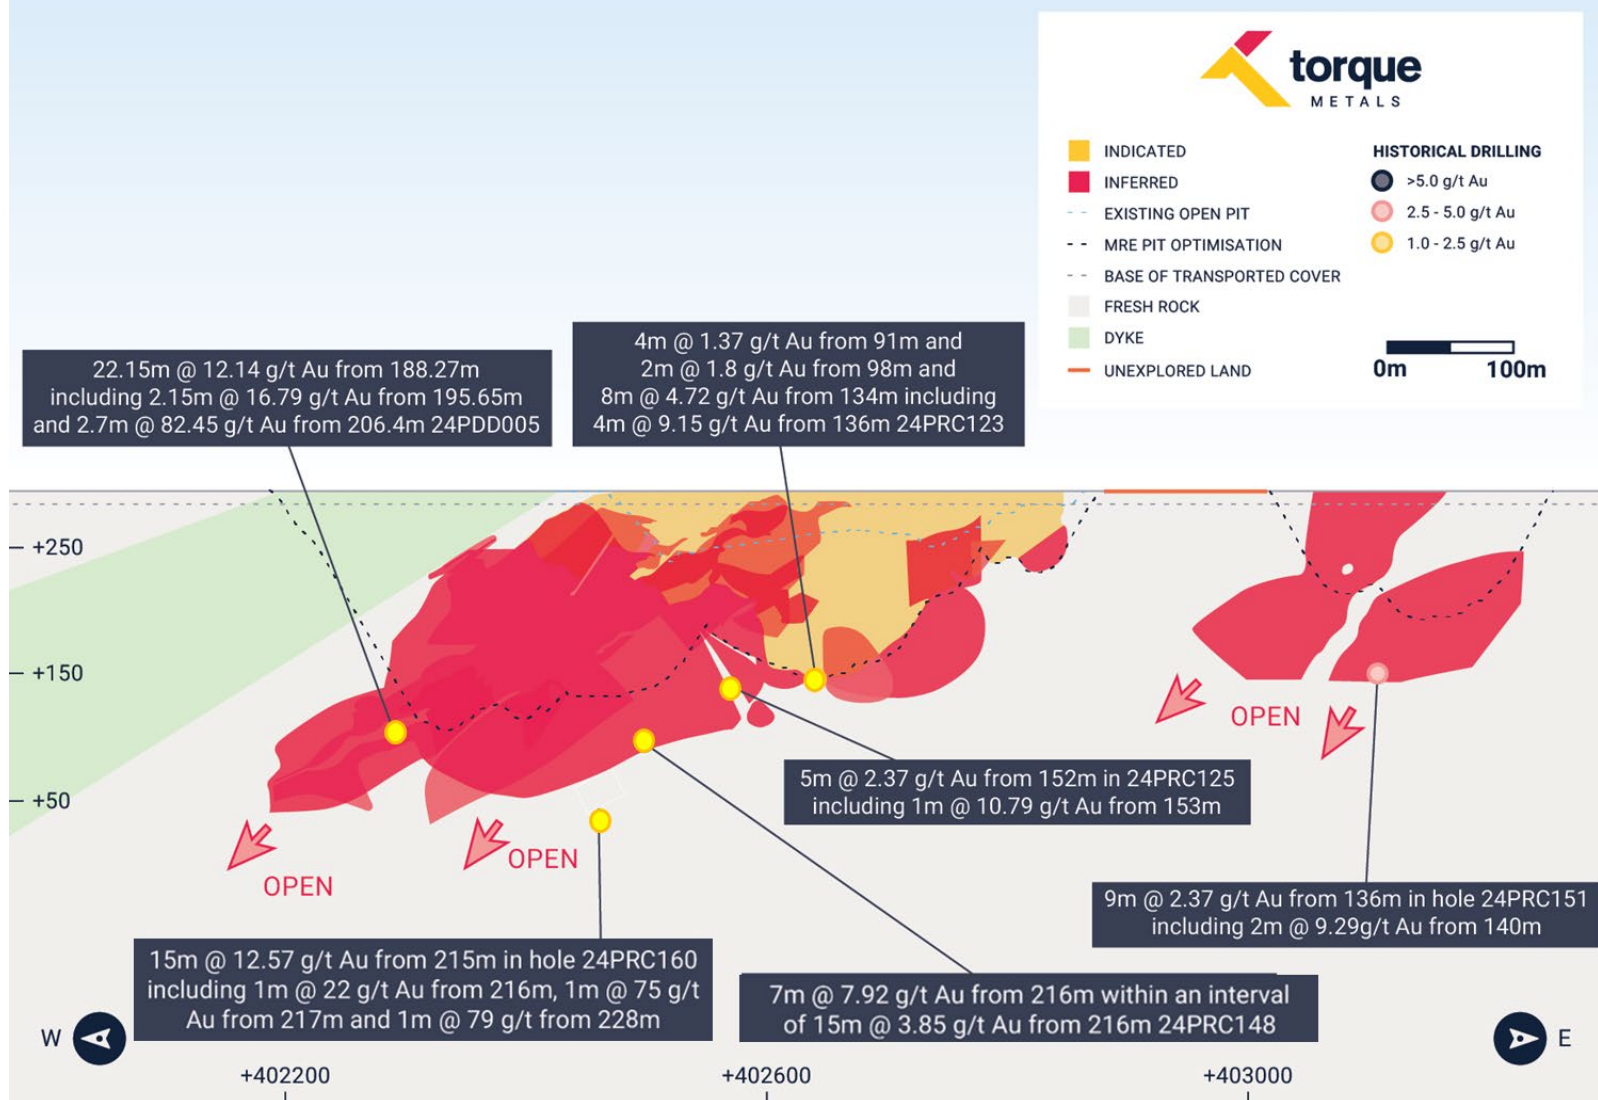 torque
METALS
INDICATED
INFERRED
EXISTING OPEN PIT
MRE PIT OPTIMISATION
BASE OF TRANSPORTED COVER
FRESH ROCK
DYKE
UNEXPLORED LAND
HISTORICAL DRILLING
>5.0 g/t Au
2.5 - 5.0 g/t Au
1.0 - 2.5 g/t Au
0m 100m
22.15m @ 12.14 g/t Au from 188.27m
including 2.15m @ 16.79 g/t Au from 195.65m
and 2.7m @ 82.45 g/t Au from 206.4m 24PDD005
4m @ 1.37 g/t Au from 91m and
2m @ 1.8 g/t Au from 98m and
8m @ 4.72 g/t Au from 134m including
4m @ 9.15 g/t Au from 136m 24PRC123
+250
+150
+50
OPEN
OPEN
OPEN
5m @ 2.37 g/t Au from 152m in 24PRC125
including 1m @ 10.79 g/t Au from 153m
9m @ 2.37 g/t Au from 136m in hole 24PRC151
including 2m @ 9.29g/t Au from 140m
15m @ 12.57 g/t Au from 215m in hole 24PRC160
including 1m @ 22 g/t Au from 216m, 1m @ 75 g/t
Au from 217m and 1m @ 79 g/t from 228m
7m @ 7.92 g/t Au from 216m within an interval
of 15m @ 3.85 g/t Au from 216m 24PRC148
W
E
+402200
+402600
+403000